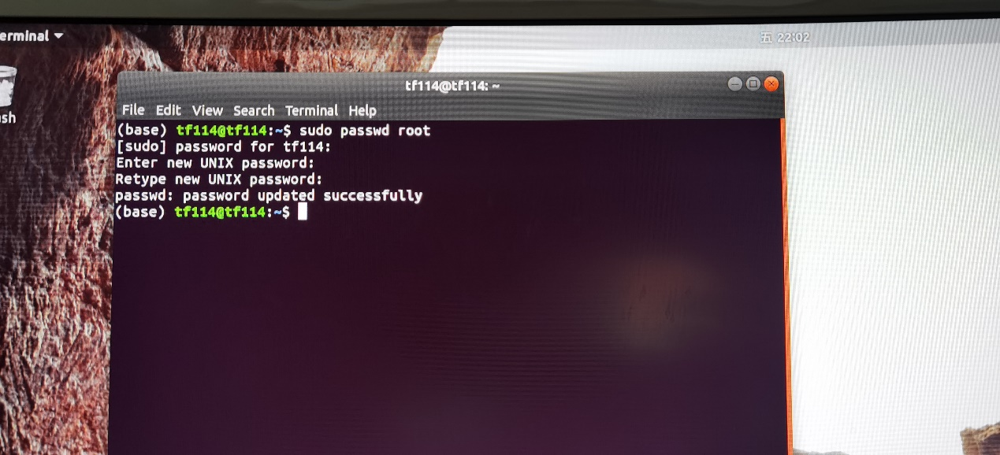 erminal
五 22:02
tf114@tf114: ~
File Edit View Search Terminal Help
ash
(base) tf114@tf114:~$ sudo passwd root
[sudo] password for tf114:
Enter new UNIX password:
Retype new UNIX password:
passwd: password updated successfully
(base) tf114@tf114:~$